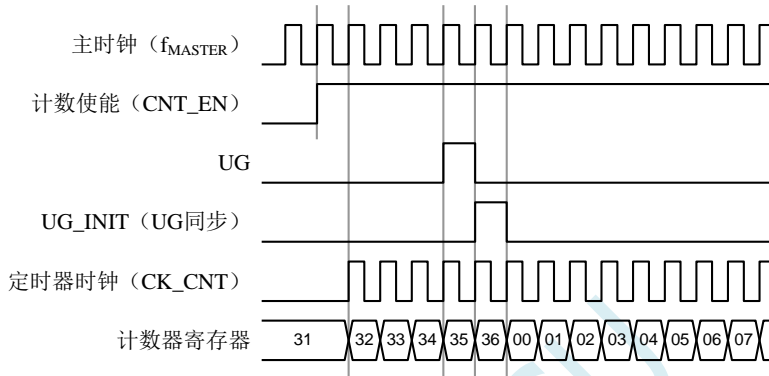 主时钟（fMASTER）
计数使能（CNT_EN）
UG
UG_INIT（UG同步）
定时器时钟（CK_CNT）
计数器寄存器 31 32 33 34 35 36 00 01 02 03 04 05 06 07